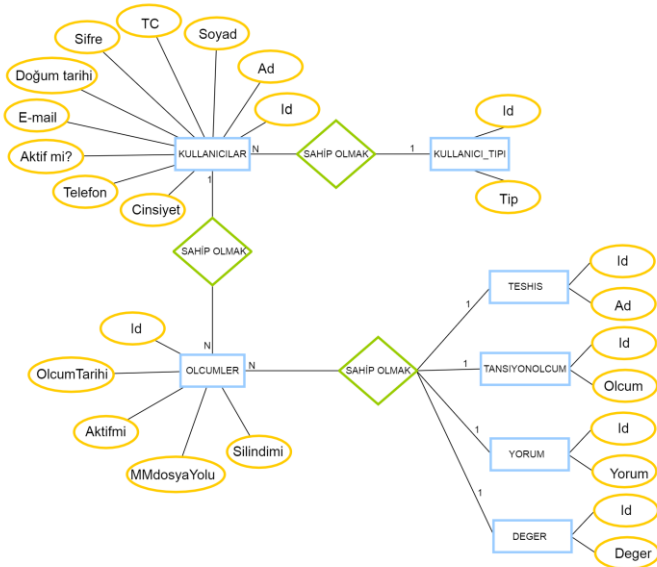 TC
Soyad
Sifre
Ad
Doğum tarihi
Id
Id
E-mail
KULLANICILAR
N
SAHİP OLMAK
1
KULLANICI_TIPI
Aktif mi?
1
Telefon
Cinsiyet
Tip
SAHİP OLMAK
Id
TESHIS
1
Ad
Id
N
N
OLCUMLER
SAHİP OLMAK
1
TANSIYONOLCUM
Id
OlcumTarihi
Olcum
Aktifmi
1
Id
Silindimi
YORUM
MMdosyaYolu
Yorum
1
Id
DEGER
Deger